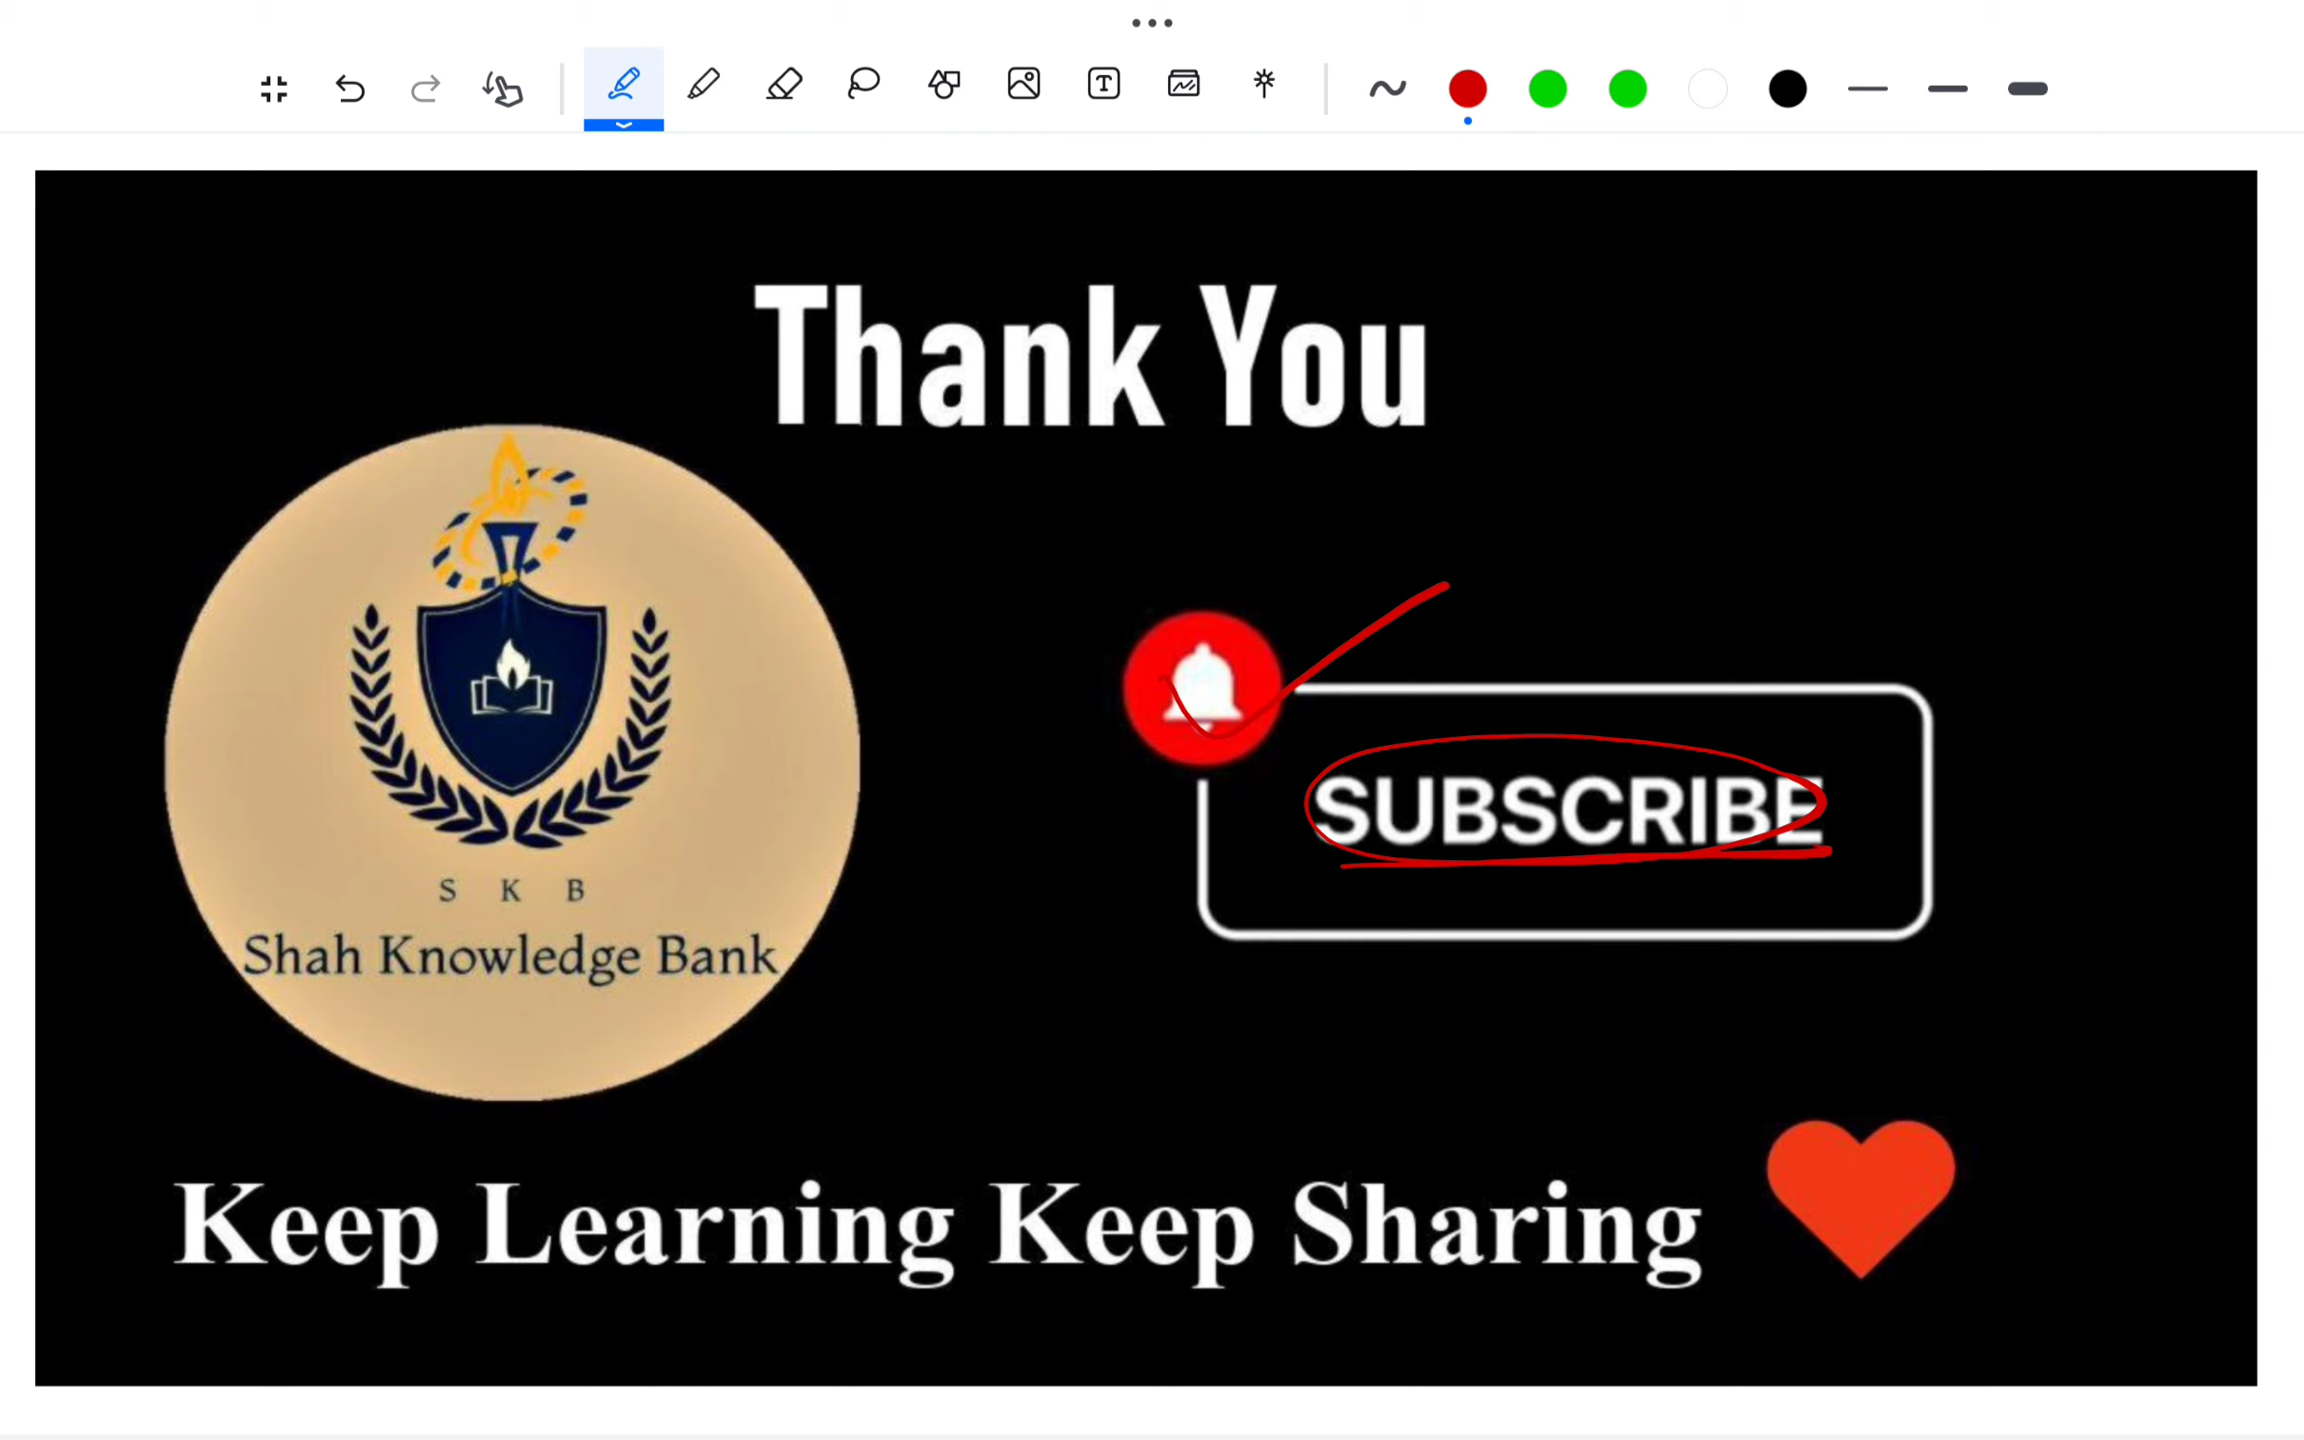 Thank You
S K B
Shah Knowledge Bank
SUBSCRIBE
Keep Learning Keep Sharing